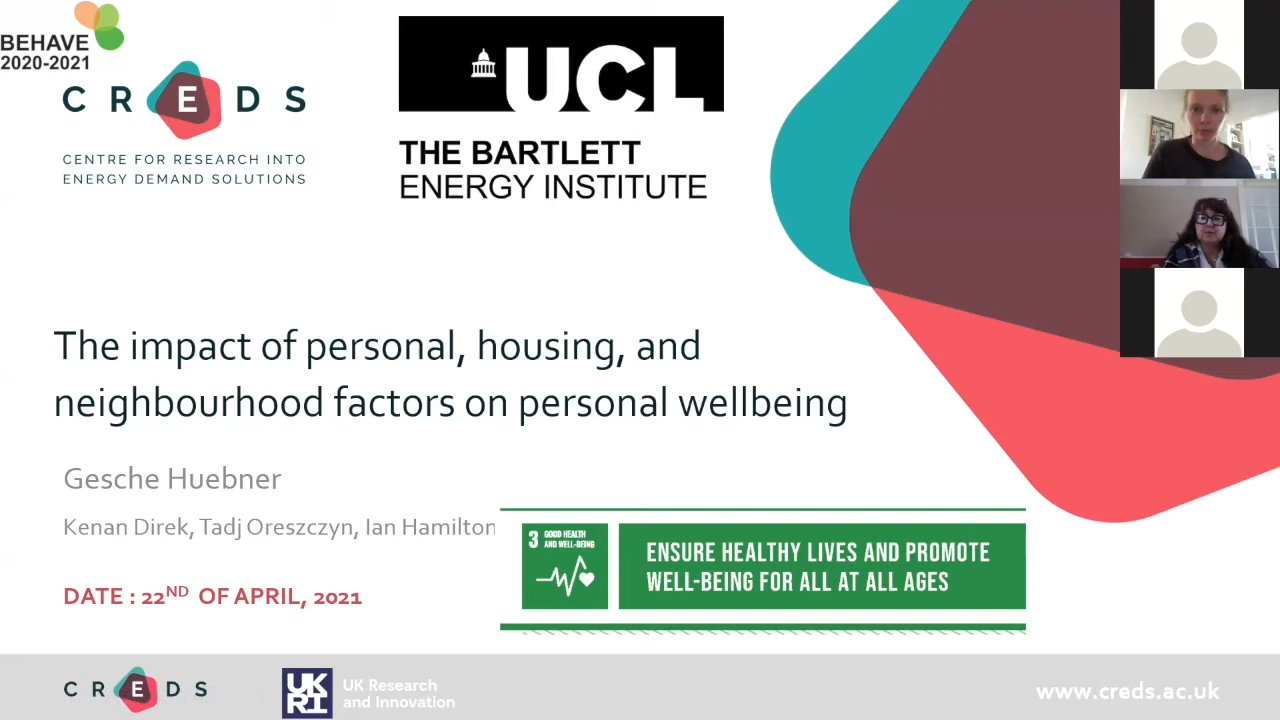 BEHAVE
2020-2021
CREDS
CENTRE FOR RESEARCH INTO
ENERGY DEMAND SOLUTIONS
UCL
THE BARTLETT
ENERGY INSTITUTE
The impact of personal, housing, and
neighbourhood factors on personal wellbeing
Gesche Huebner
Kenan Direk, Tadj Oreszczyn, Ian Hamilton
DATE : 22ND OF APRIL, 2021
3 GOOD HEALTH
AND WELL-BEING
ENSURE HEALTHY LIVES AND PROMOTE
WELL-BEING FOR ALL AT ALL AGES
CREDS
UK
RI
UK Research
and Innovation
www.creds.ac.uk